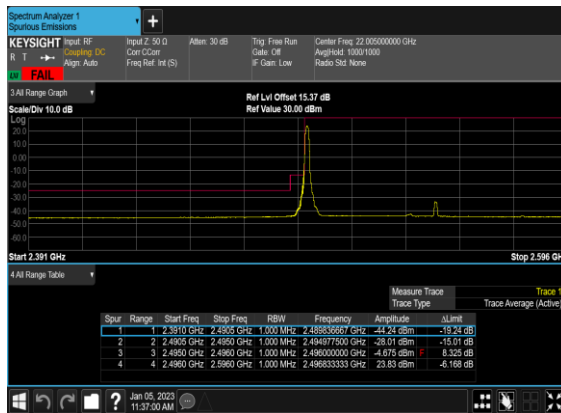 Spectrum Analyzer 1
Spurious Emissions
+
KEYSIGHT Input: RF Input Z: 50 Ω Atten: 30 dB Trig: Free Run Center Freq: 22.005000000 GHz
R T Coupling: DC Corr CCorr Gate: Off Avg|Hold: 1000/1000
Align: Auto Freq Ref: Int (S) IF Gain: Low Radio Std: None
LW FAIL
3 All Range Graph Ref Lvl Offset 15.37 dB
Scale/Div 10.0 dB Ref Value 30.00 dBm
Log
20.0
10.0
0.00
-10.0
-20.0
-30.0
-40.0
-50.0
-60.0
Start 2.391 GHz Stop 2.596 GH
4 All Range Table
Measure Trace Trace 1
Trace Type Trace Average (Active)
Spur Range Start Freq Stop Freq RBW Frequency Amplitude ΔLimit
1 1 2.3910 GHz 2.4905 GHz 1.000 MHz 2.489836667 GHz -44.24 dBm -19.24 dB
2 2 2.4905 GHz 2.4950 GHz 1.000 MHz 2.494977500 GHz -28.01 dBm -15.01 dB
3 3 2.4950 GHz 2.4960 GHz 1.000 MHz 2.496000000 GHz -4.675 dBm F 8.325 dB
4 4 2.4960 GHz 2.5960 GHz 1.000 MHz 2.496833333 GHz 23.83 dBm -6.168 dB
? Jan 05, 2023
11:37:00 AM